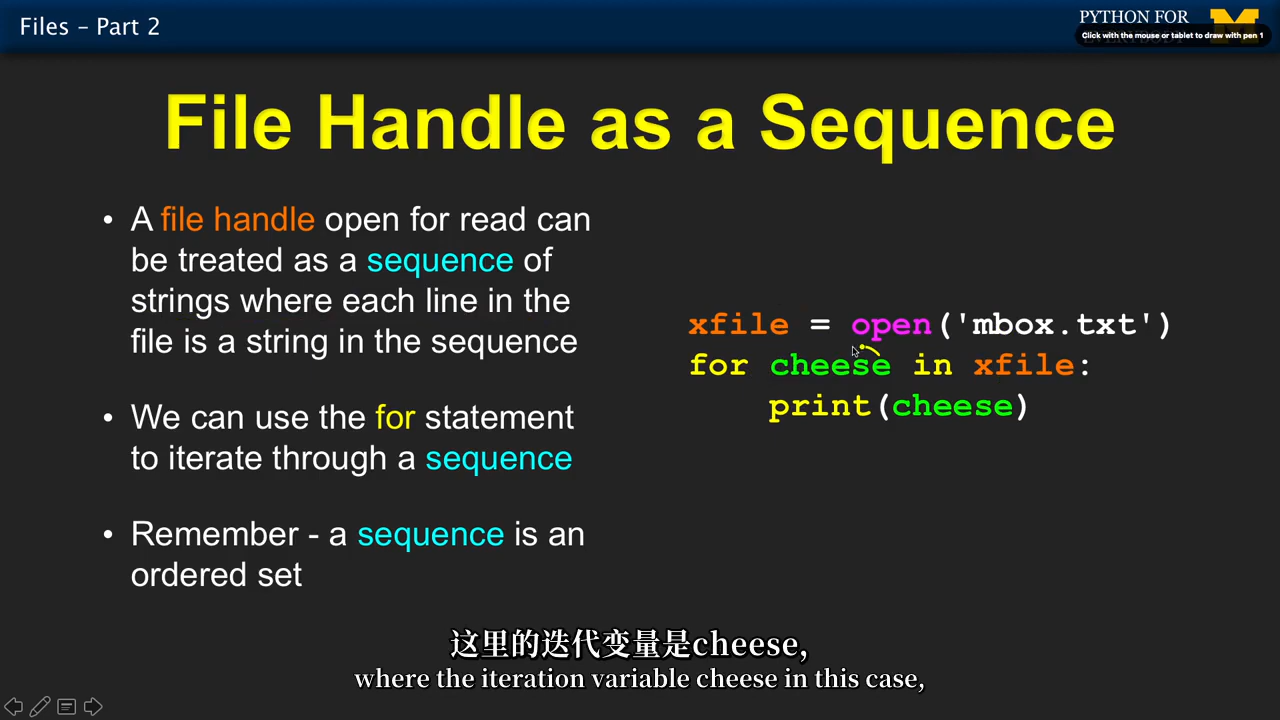 Files – Part 2
PYTHON FOR
Click with the mouse or tablet to draw with pen 1
File Handle as a Sequence
• A file handle open for read can
be treated as a sequence of
strings where each line in the
file is a string in the sequence
• We can use the for statement
to iterate through a sequence
• Remember - a sequence is an
ordered set
xfile = open('mbox.txt')
for cheese in xfile:
print(cheese)
这里的迭代变量是cheese,
where the iteration variable cheese in this case,